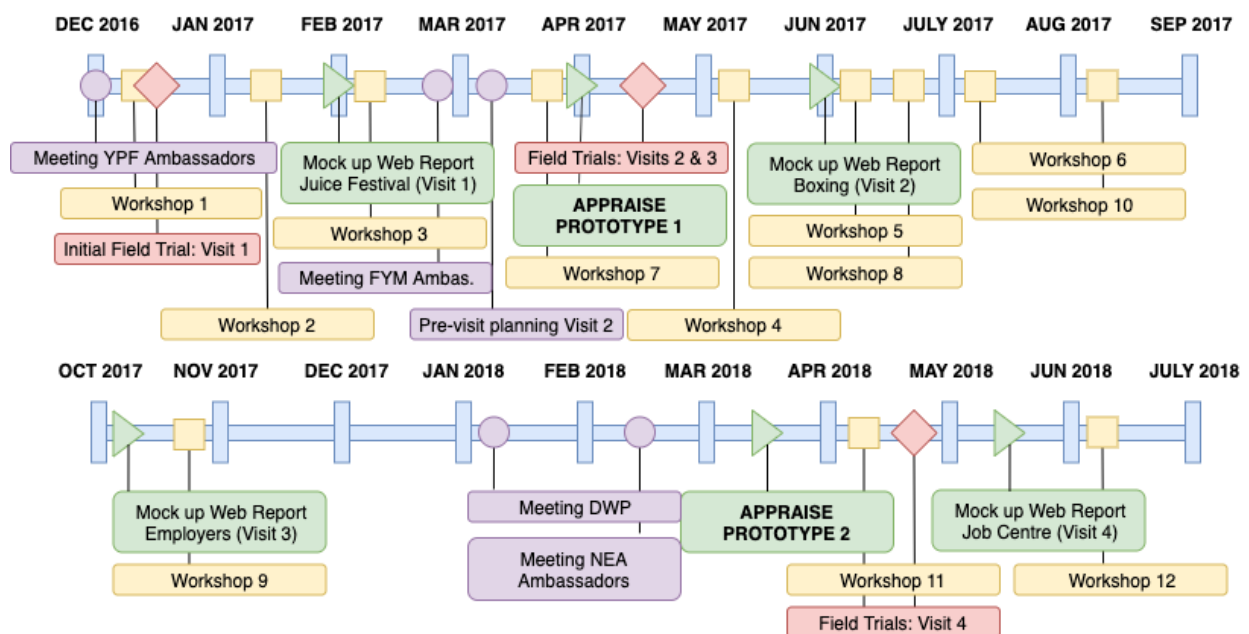 DEC 2016 JAN 2017 FEB 2017 MAR 2017 APR 2017 MAY 2017 JUN 2017 JULY 2017 AUG 2017 SEP 2017
Meeting YPF Ambassadors
Workshop 1
Initial Field Trial: Visit 1
Workshop 2
Mock up Web Report
Juice Festival (Visit 1)
Workshop 3
Meeting FYM Ambas.
Pre-visit planning Visit 2
Field Trials: Visits 2 & 3
APPRAISE
PROTOTYPE 1
Workshop 7
Workshop 4
Mock up Web Report
Boxing (Visit 2)
Workshop 5
Workshop 8
Workshop 6
Workshop 10
OCT 2017 NOV 2017 DEC 2017 JAN 2018 FEB 2018 MAR 2018 APR 2018 MAY 2018 JUN 2018 JULY 2018
Mock up Web Report
Employers (Visit 3)
Workshop 9
Meeting DWP
Meeting NEA
Ambassadors
APPRAISE
PROTOTYPE 2
Workshop 11
Field Trials: Visit 4
Mock up Web Report
Job Centre (Visit 4)
Workshop 12